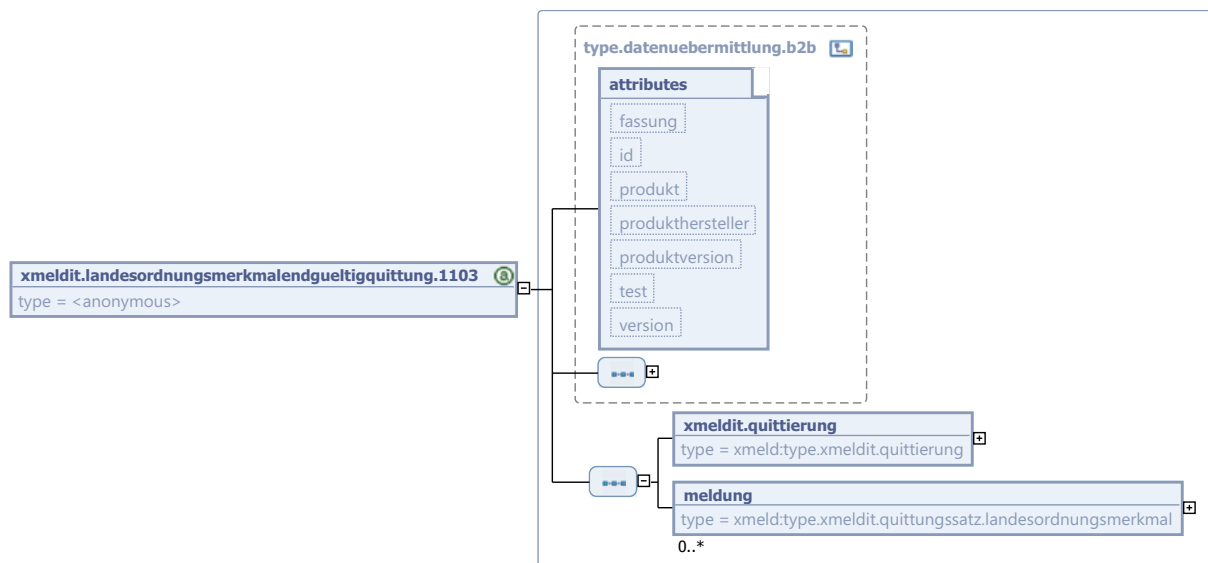 type.datenuebermittlung.b2b
attributes
fassung
id
produkt
produkthersteller
produktversion
test
version
xmeldit.landesordnungsmerkmalendgueltigquittung.1103
type = <anonymous>
xmeldit.quittierung
type = xmeld:type.xmeldit.quittierung
meldung
type = xmeld:type.xmeldit.quittungssatz.landesordnungsmerkmal
0..*